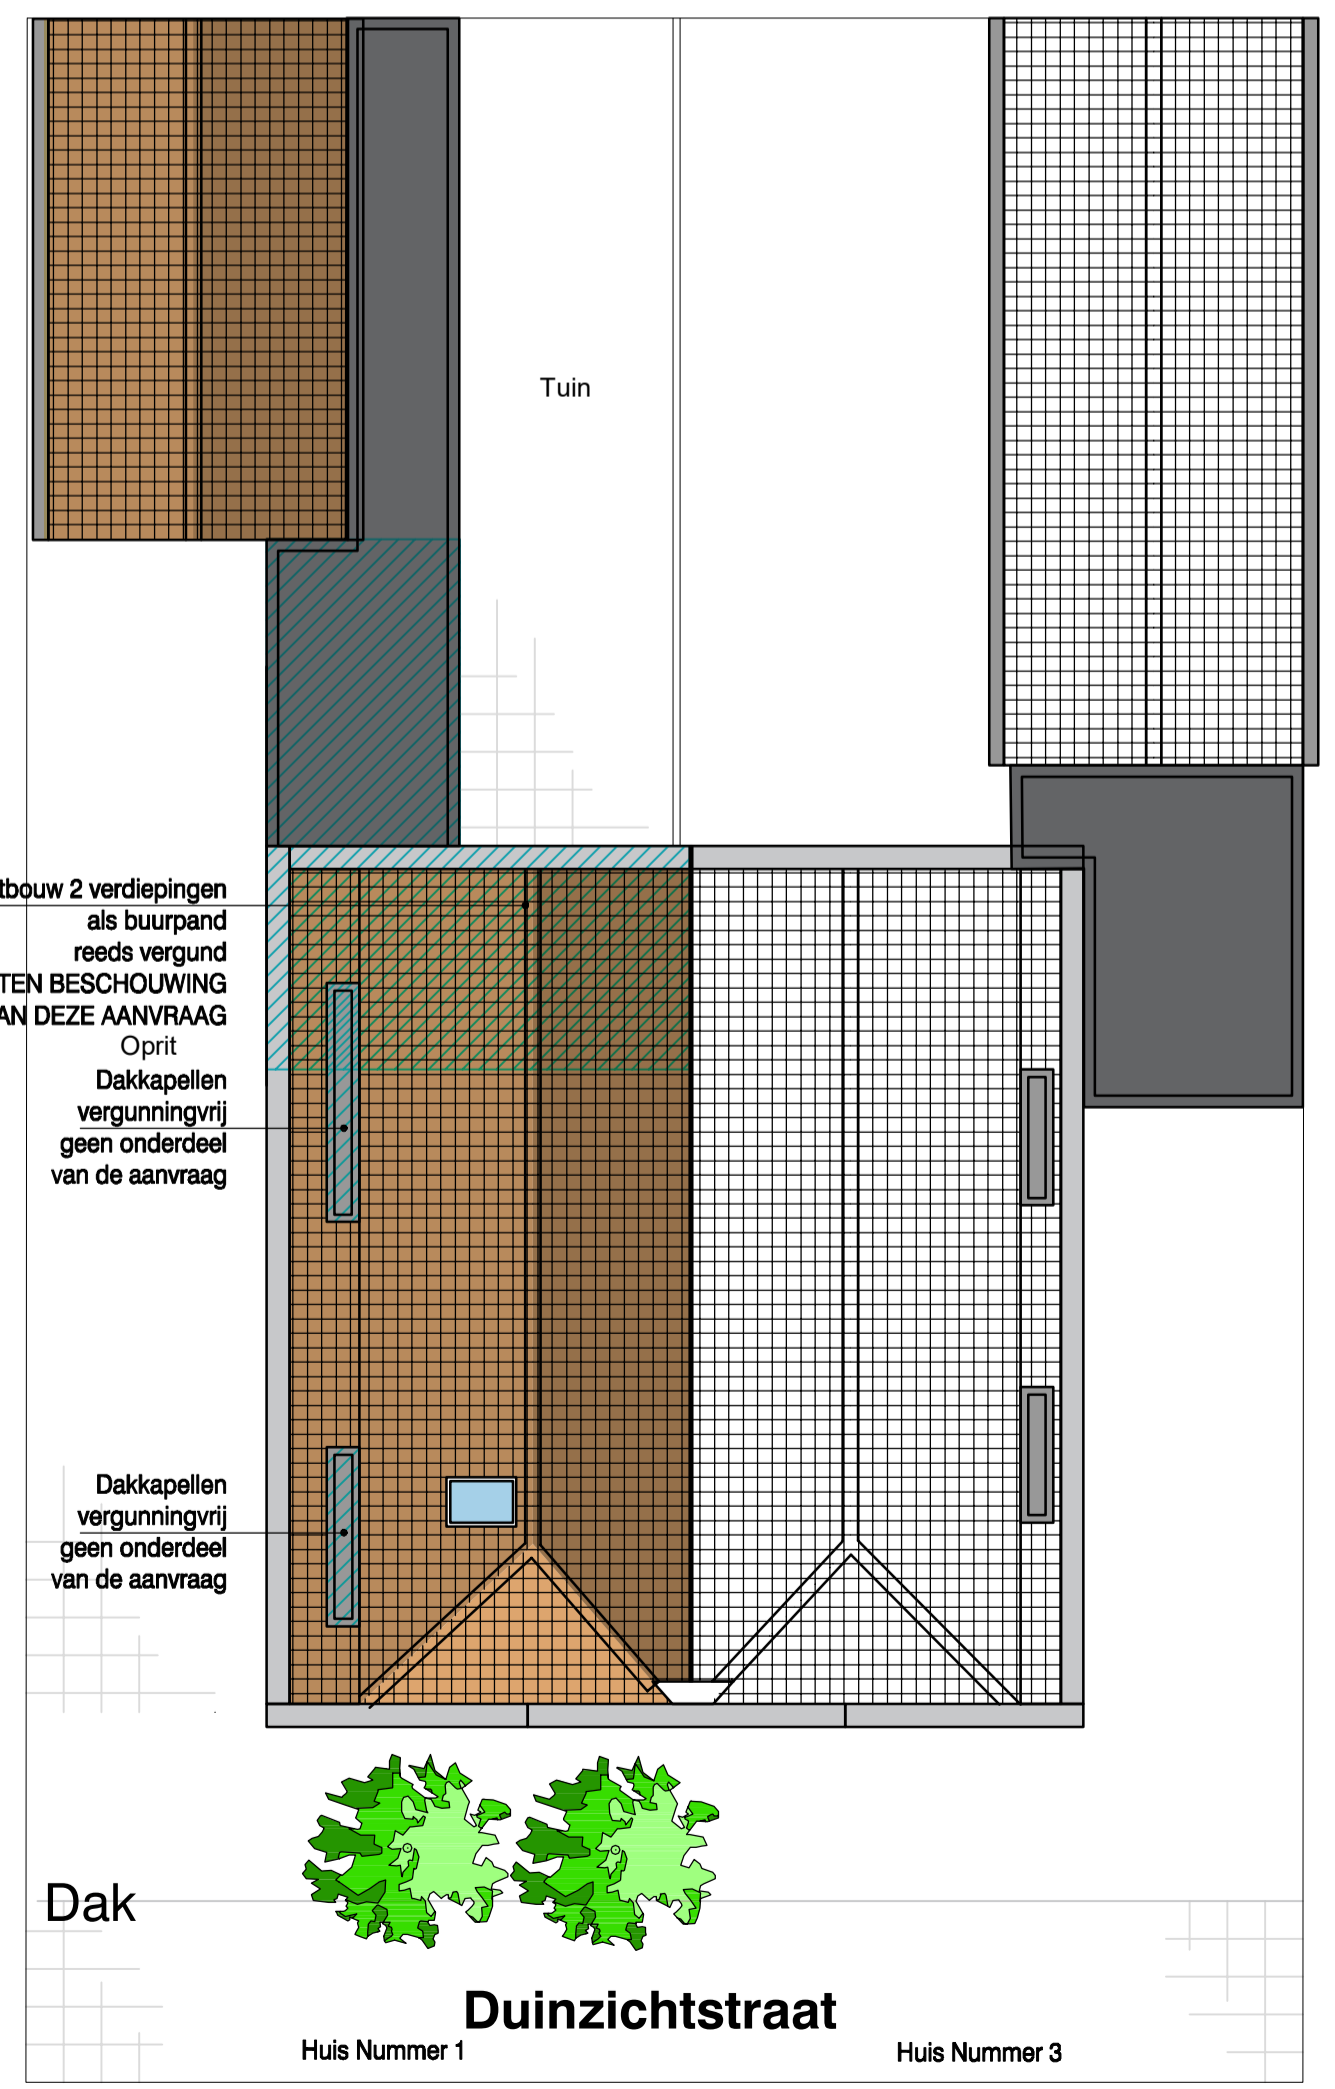 Tuin
tbouw 2 verdiepingen
als buurpand
reeds vergund
TEN BESCHOUWING
AN DEZE AANVRAAG
Oprit
Dakkapellen
vergunningvrij
geen onderdeel
van de aanvraag
Dakkapellen
vergunningvrij
geen onderdeel
van de aanvraag
Dak
Duinzichtstraat
Huis Nummer 1
Huis Nummer 3